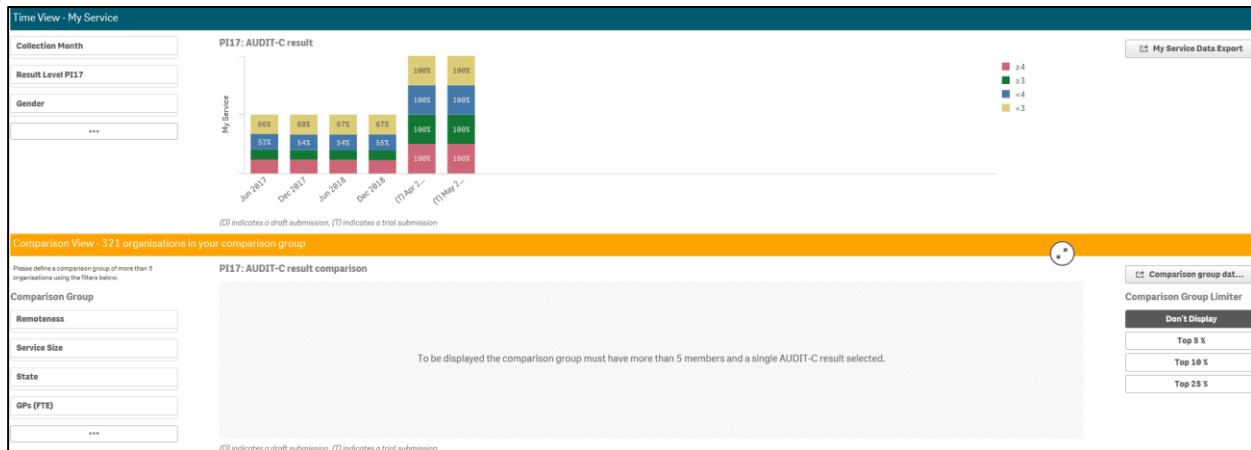 Time View - My Service
Collection Month
Result Level PI17
Gender
...
PI17: AUDIT-C result
My Service
100% 100%
100% 100%
66% 68% 67% 67% 100% 100%
53% 54% 54% 55%
100% 100%
Jun 2017 Dec 2017 Jun 2018 Dec 2018 (T) Apr 2... (T) May 2...
(D) indicates a draft submission, (T) indicates a trial submission
≥4
≥3
<4
<3
My Service Data Export
Comparison View - 321 organisations in your comparison group
Please define a comparison group of more than 5
organisations using the filters below.
Comparison Group
Remoteness
Service Size
State
GPs (FTE)
...
PI17: AUDIT-C result comparison
To be displayed the comparison group must have more than 5 members and a single AUDIT-C result selected.
(D) indicates a draft submission, (T) indicates a trial submission
Comparison group dat...
Comparison Group Limiter
Don't Display
Top 5 %
Top 10 %
Top 25 %